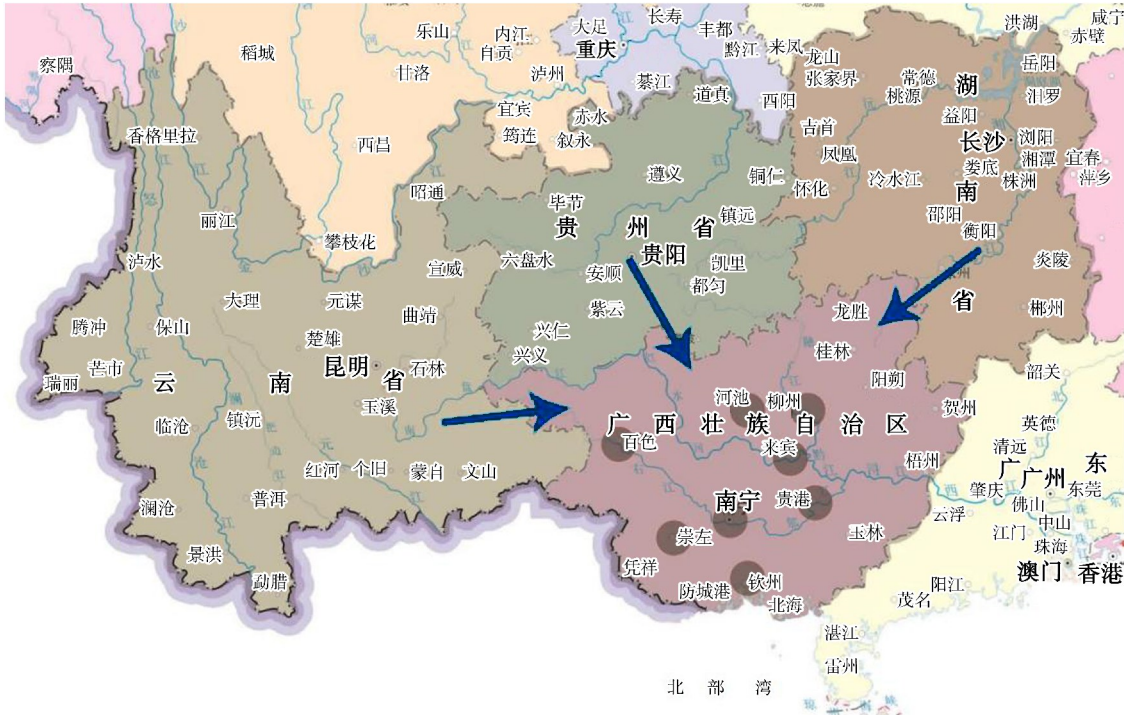 咸宁
洪湖
赤壁
长寿
丰都
大足
重庆
黔江
来凤
龙山
乐山
内江
自贡
稻城
甘洛
泸州
綦江
道真
酉阳
张家界
常德
桃源
湖
岳阳
汨罗
益阳
察隅
宜宾
赤水
筠连
叙永
吉首
凤凰
长沙
浏阳
湘潭
宜春
萍乡
娄底
株洲
香格里拉
西昌
昭通
遵义
铜仁
怀化
冷水江
南
毕节
镇远
邵阳
衡阳
丽江
攀枝花
贵 州 省
贵阳
泸水
宣威
六盘水
安顺
凯里
都匀
炎陵
大理
元谋
曲靖
紫云
龙胜
省
郴州
腾冲
保山
楚雄
兴仁
兴义
桂林
芒市
瑞丽
云 南 省
昆明
石林
阳朔
韶关
玉溪
河池
柳州
贺州
临沧
镇沅
广 西 壮 族 自 治 区
英德
百色
来宾
梧州
清远
红河
个旧
蒙自
文山
广 东
广州
肇庆
东莞
澜沧
普洱
南宁
贵港
佛山
云浮
中山
崇左
玉林
江门
珠海
景洪
勐腊
凭祥
防城港
钦州
北海
澳门
香港
阳江
茂名
湛江
雷州
北 部 湾